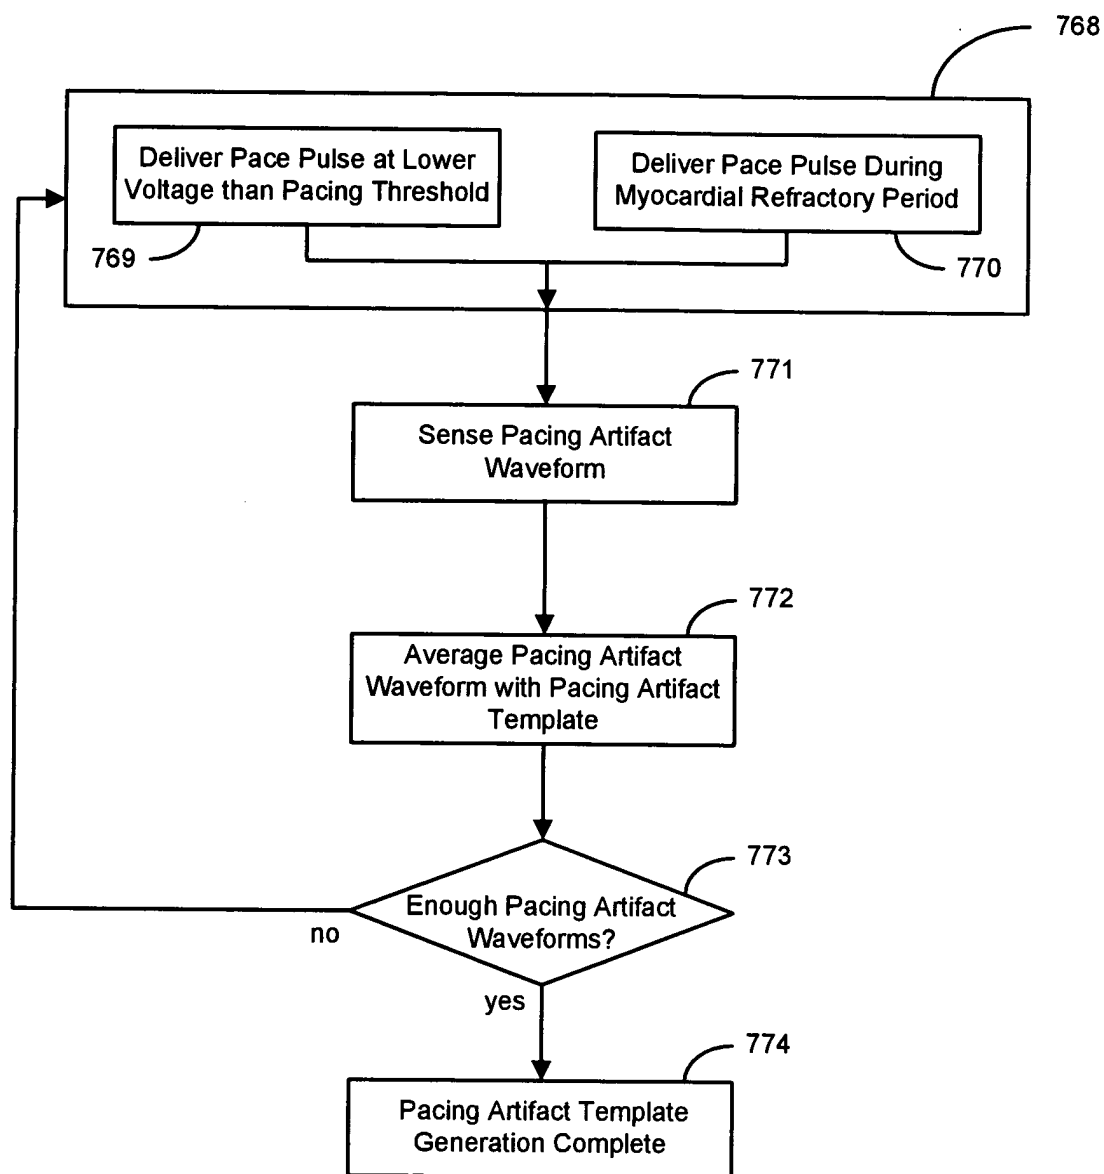 768
Deliver Pace Pulse at Lower
Voltage than Pacing Threshold
Deliver Pace Pulse During
Myocardial Refractory Period
769
770
771
Sense Pacing Artifact
Waveform
772
Average Pacing Artifact
Waveform with Pacing Artifact
Template
773
Enough Pacing Artifact
Waveforms?
no
yes
774
Pacing Artifact Template
Generation Complete